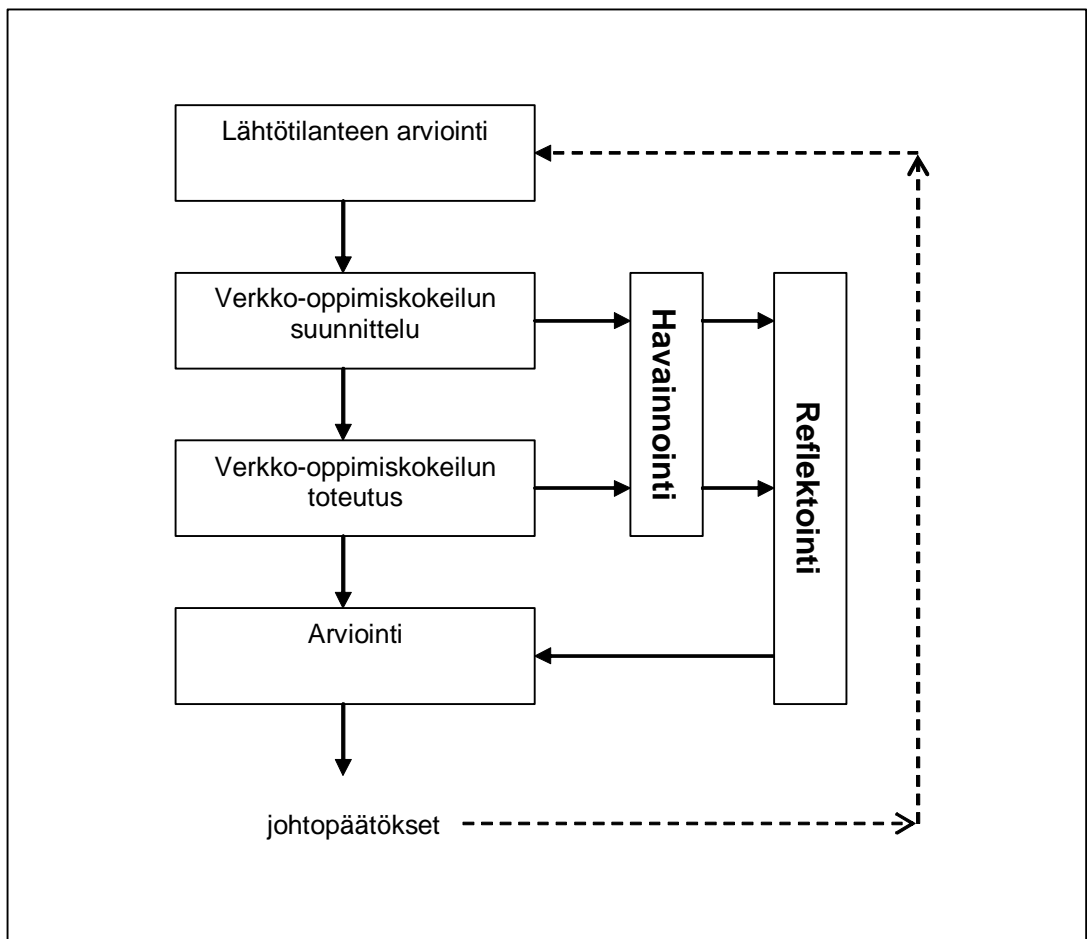 Lähtötilanteen arviointi
Verkko-oppimiskokeilun
suunnittelu
Havainnointi
Reflektointi
Verkko-oppimiskokeilun
toteutus
Arviointi
johtopäätökset